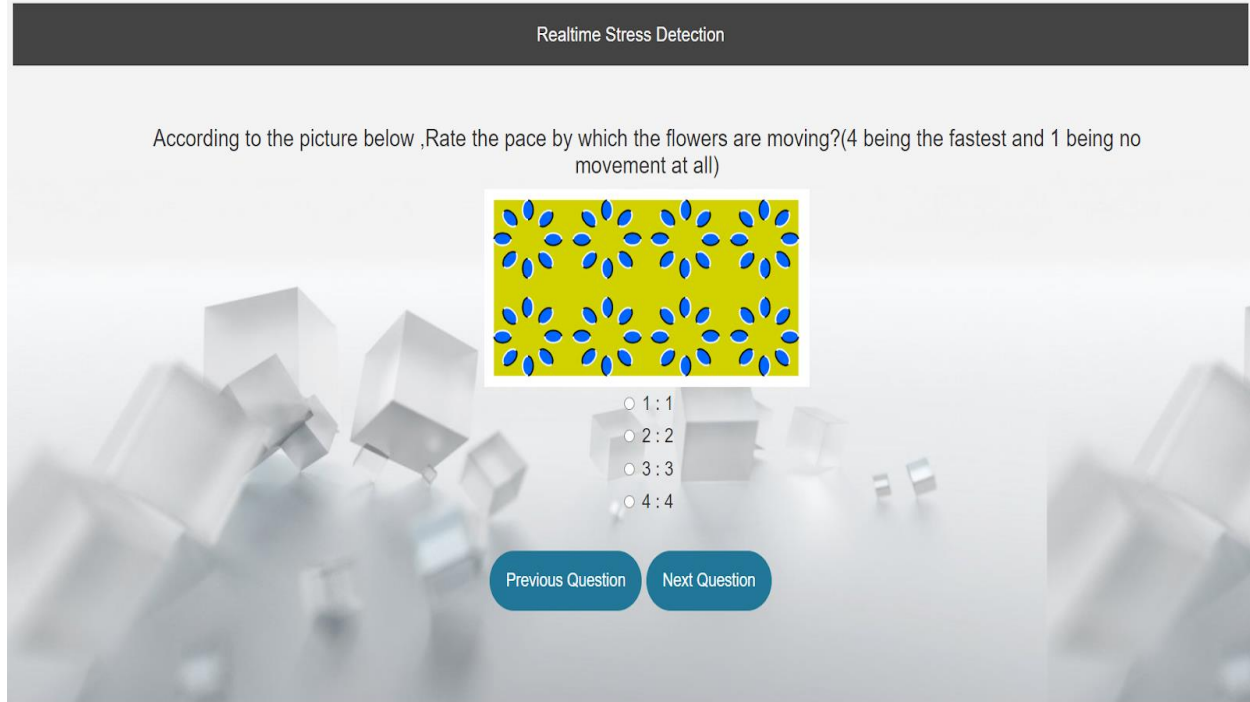 Realtime Stress Detection
According to the picture below ,Rate the pace by which the flowers are moving?(4 being the fastest and 1 being no
movement at all)
1 : 1
2 : 2
3 : 3
4 : 4
Previous Question Next Question